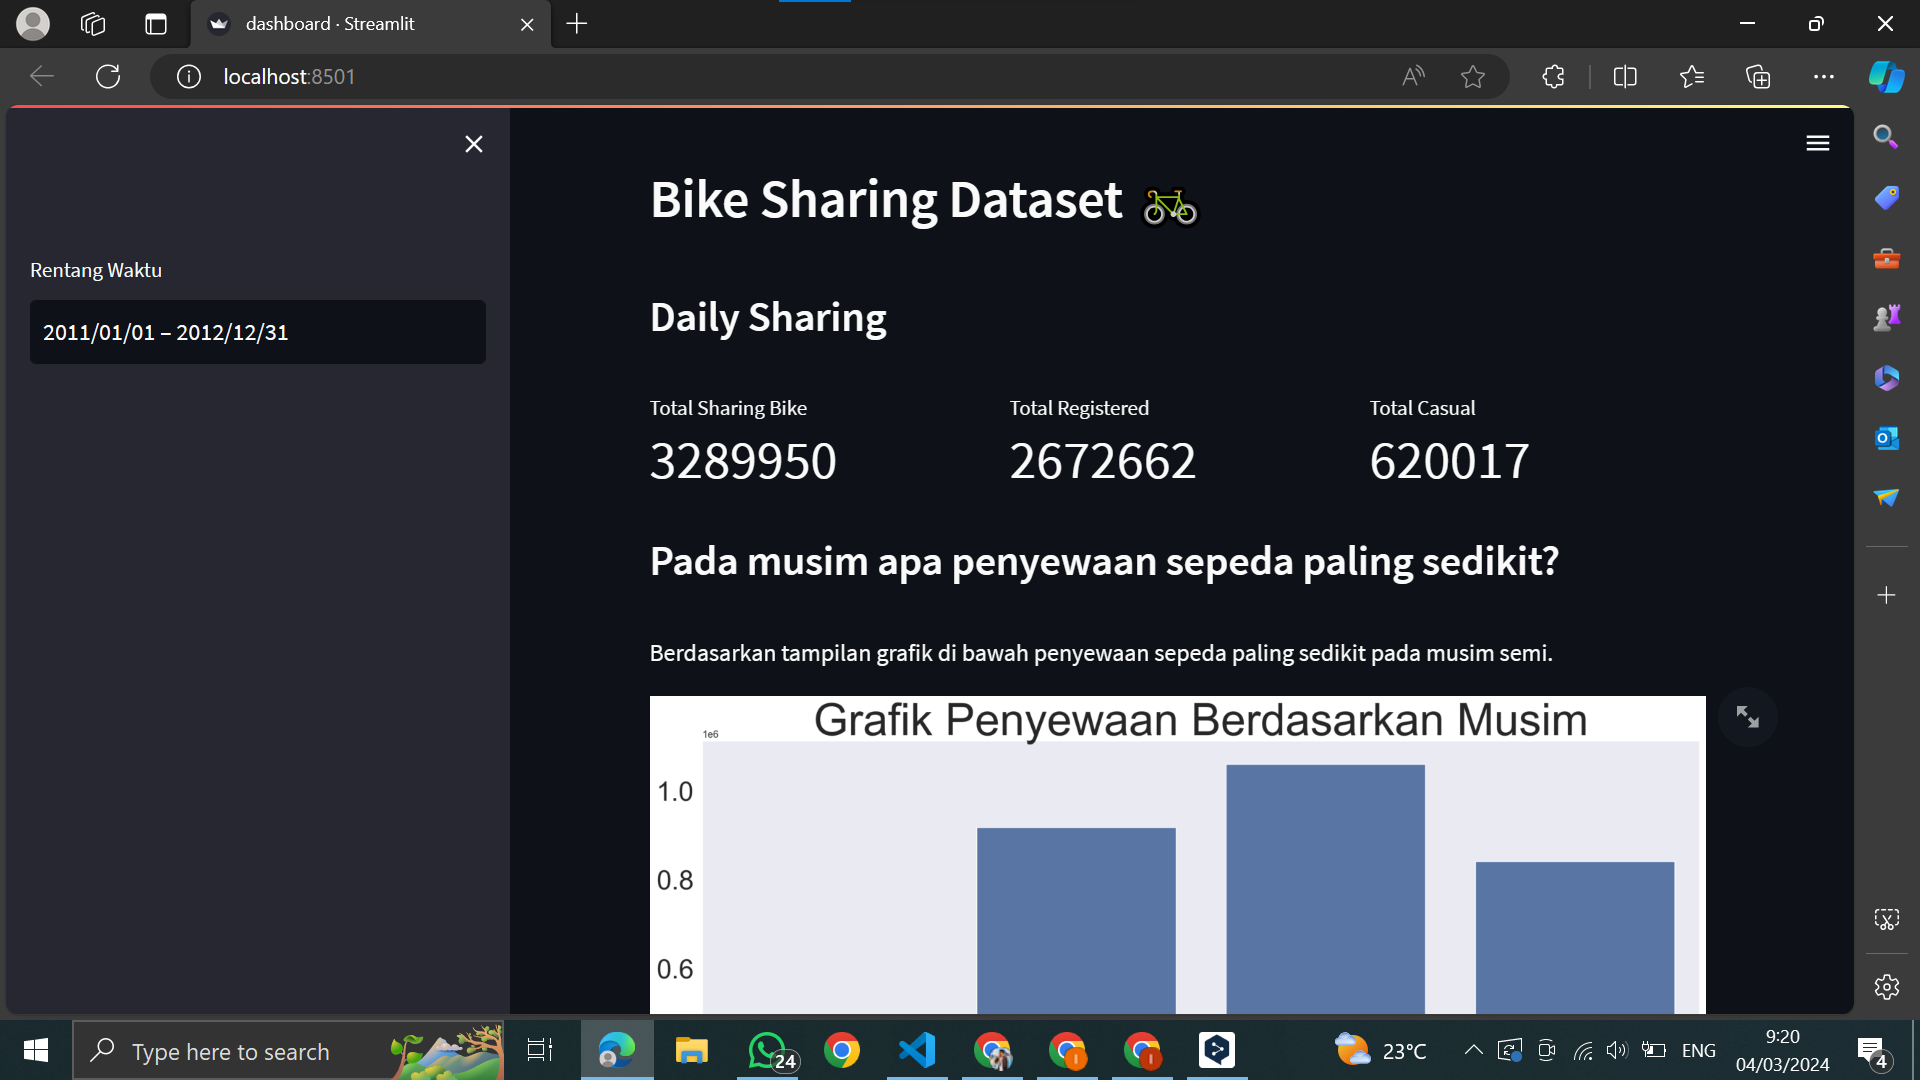 dashboard · Streamlit
localhost:8501
Rentang Waktu
2011/01/01 – 2012/12/31
Bike Sharing Dataset
Daily Sharing
Total Sharing Bike
3289950
Total Registered
2672662
Total Casual
620017
Pada musim apa penyewaan sepeda paling sedikit?
Berdasarkan tampilan grafik di bawah penyewaan sepeda paling sedikit pada musim semi.
Grafik Penyewaan Berdasarkan Musim
1e6
1.0
0.8
0.6
Type here to search
24
23°C
ENG
9:20
04/03/2024
4